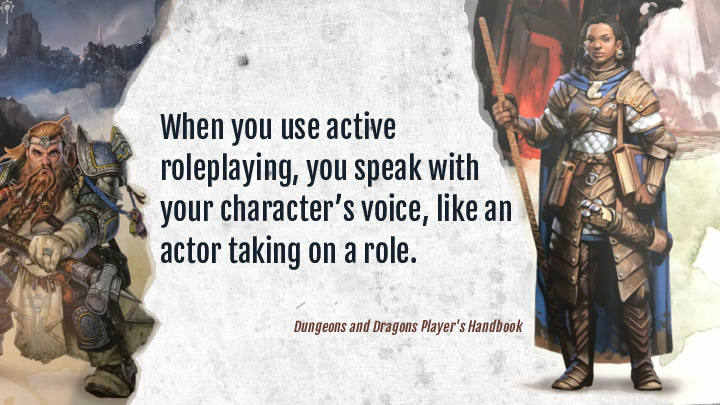 When you use active
roleplaying, you speak with
your character’s voice, like an
actor taking on a role.
Dungeons and Dragons Player's Handbook